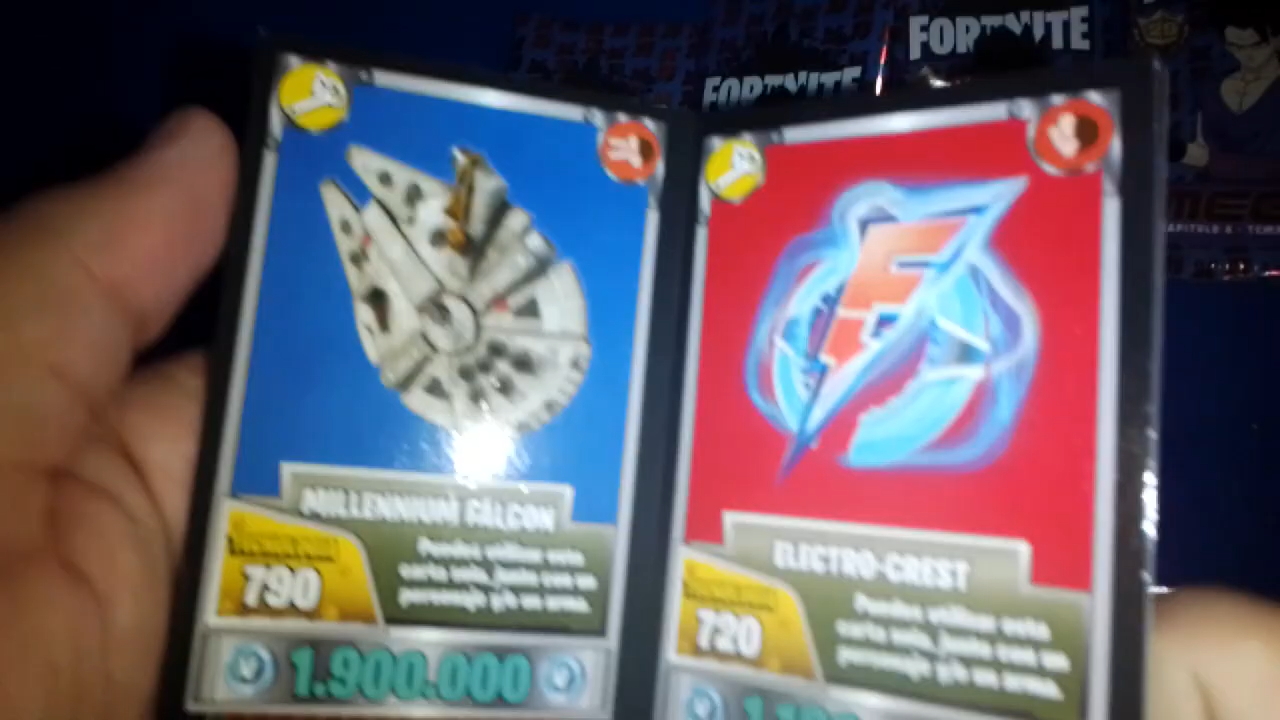 FORTNITE
FORTNITE
MILLENNIUM FALCON
790
Puedes utilizar esta
carta sola, junto con un
personaje y/o un arma.
1.900.000
ELECTRO-CREST
720
Puedes utilizar esta
carta sola, junto con un
personaje y/o un arma.